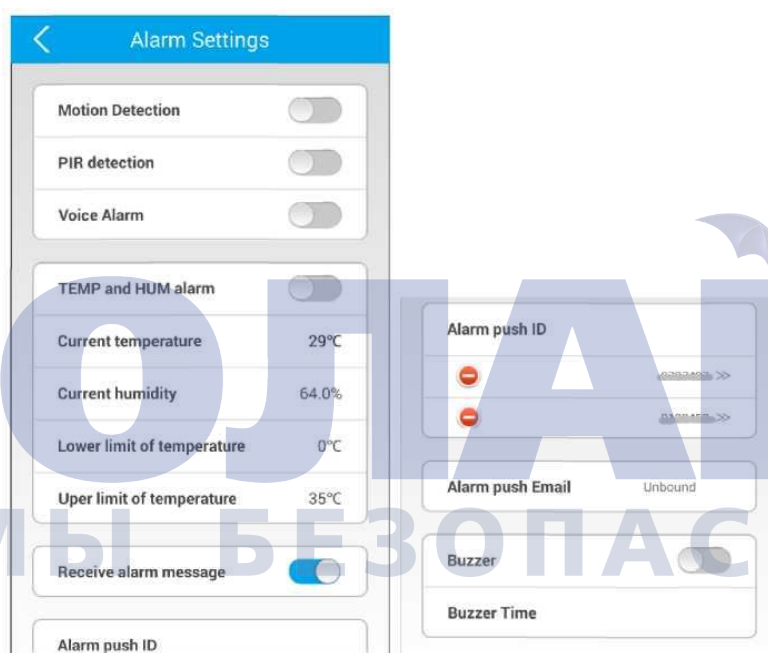 Alarm Settings
Motion Detection
PIR detection
Voice Alarm
TEMP and HUM alarm
Current temperature 29℃
Current humidity 64.0%
Lower limit of temperature 0℃
Uper limit of temperature 35℃
Receive alarm message
Alarm push ID
Alarm push ID
Alarm push Email Unbound
Buzzer
Buzzer Time
ОЛАЙ
МЫ БЕЗОПАС